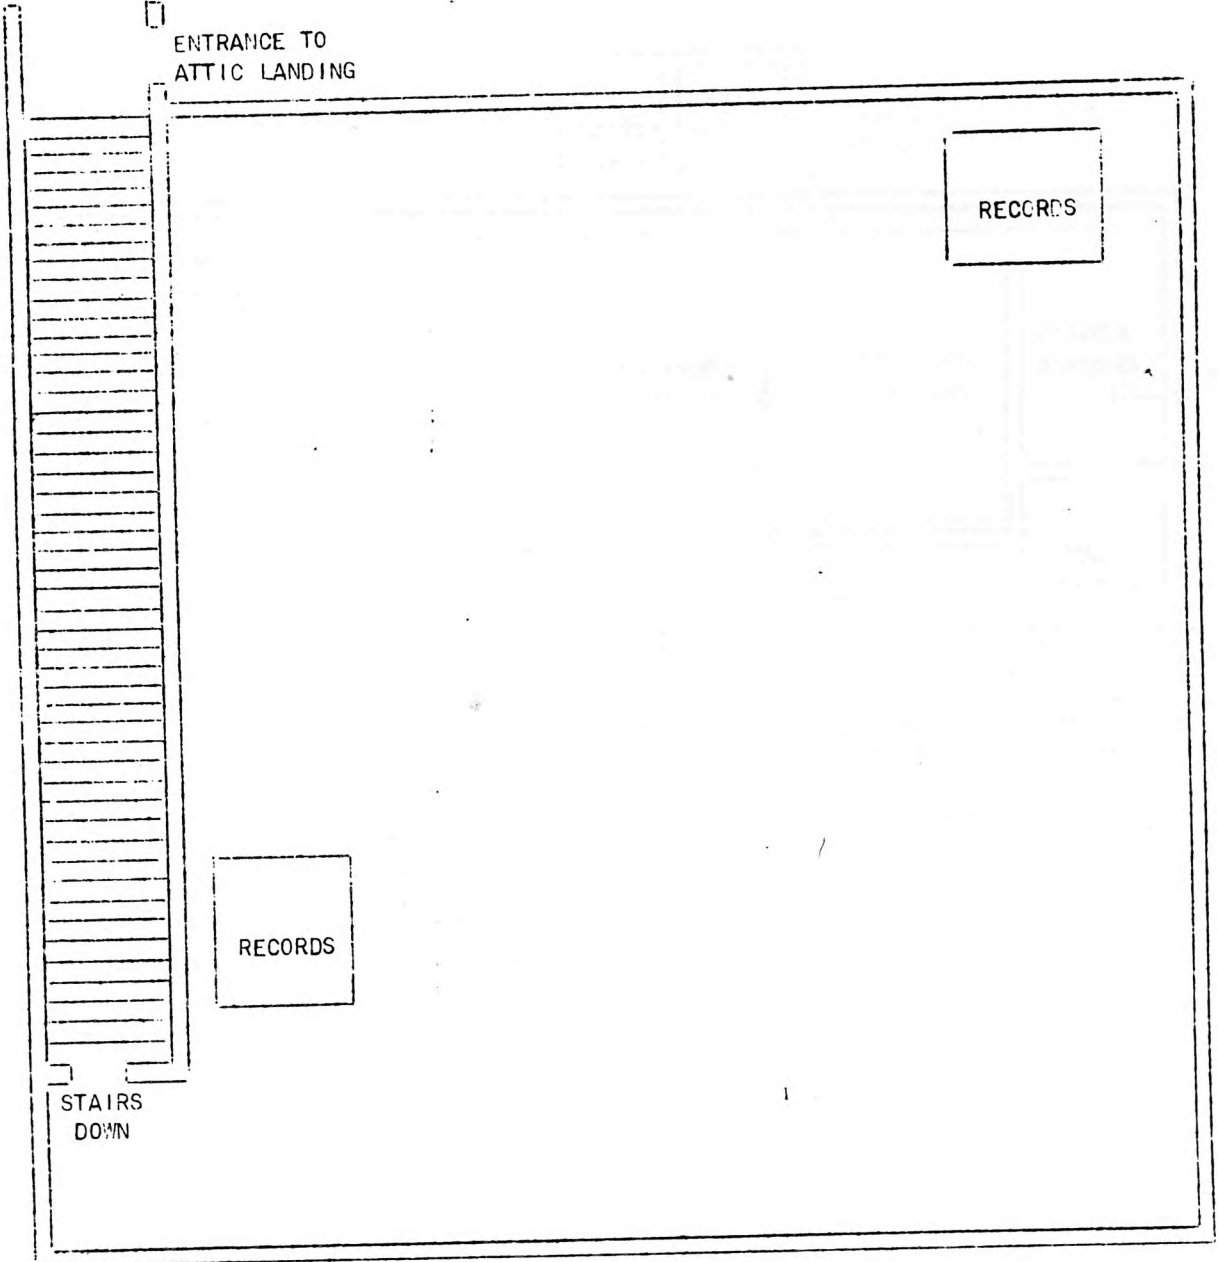 ENTRANCE TO
ATTIC LANDING
RECORDS
RECORDS
STAIRS
DOWN